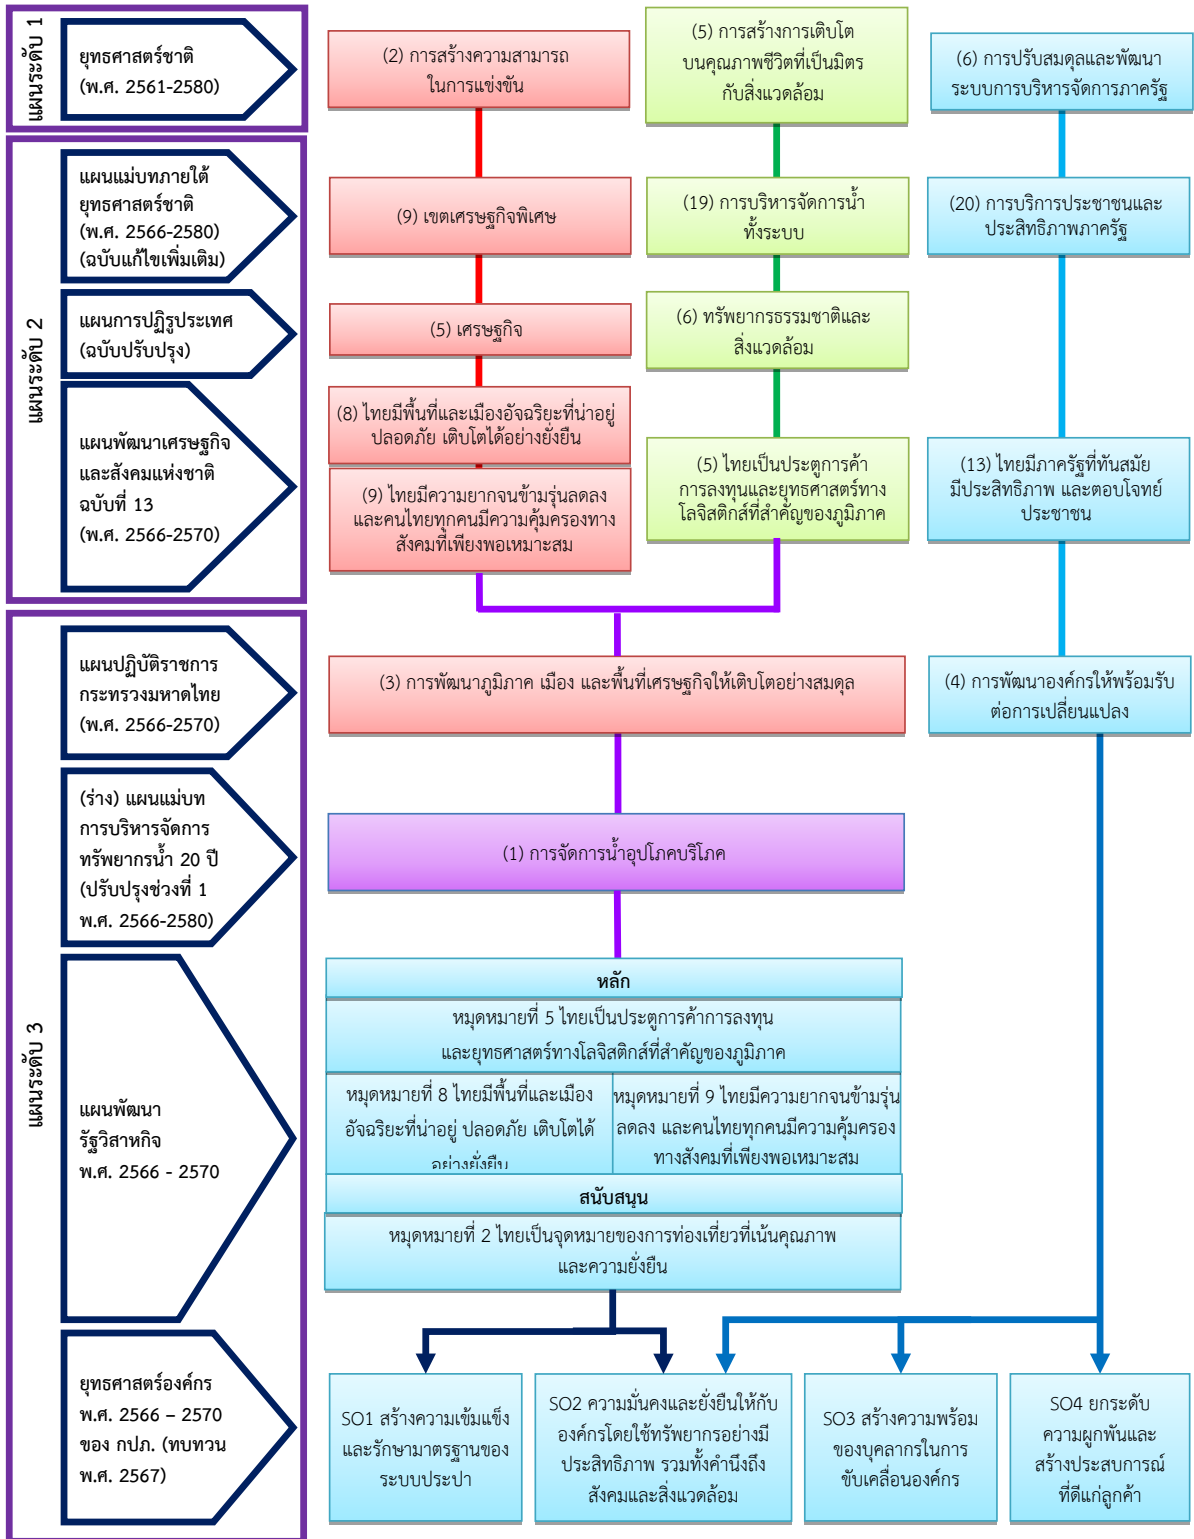 แผนระดับ 1
ยุทธศาสตร์ชาติ
(พ.ศ. 2561-2580)
(2) การสร้างความสามารถ
ในการแข่งขัน
(5) การสร้างการเติบโต
บนคุณภาพชีวิตที่เป็นมิตร
กับสิ่งแวดล้อม
(6) การปรับสมดุลและพัฒนา
ระบบการบริหารจัดการภาครัฐ
แผนระดับ 2
แผนแม่บทภายใต้
ยุทธศาสตร์ชาติ
(พ.ศ. 2566-2580)
(ฉบับแก้ไขเพิ่มเติม)
(9) เขตเศรษฐกิจพิเศษ
(19) การบริหารจัดการน้ำ
ทั้งระบบ
(20) การบริการประชาชนและ
ประสิทธิภาพภาครัฐ
แผนการปฏิรูประเทศ
(ฉบับปรับปรุง)
(5) เศรษฐกิจ
(6) ทรัพยากรธรรมชาติและ
สิ่งแวดล้อม
แผนพัฒนาเศรษฐกิจ
และสังคมแห่งชาติ
ฉบับที่ 13
(พ.ศ. 2566-2570)
(8) ไทยมีพื้นที่และเมืองอัจฉริยะที่น่าอยู่
ปลอดภัย เติบโตได้อย่างยั่งยืน
(9) ไทยมีความยากจนข้ามรุ่นลดลง
และคนไทยทุกคนมีความคุ้มครองทาง
สังคมที่เพียงพอเหมาะสม
(5) ไทยเป็นประตูการค้า
การลงทุนและยุทธศาสตร์ทาง
โลจิสติกส์ที่สำคัญของภูมิภาค
(13) ไทยมีภาครัฐที่ทันสมัย
มีประสิทธิภาพ และตอบโจทย์
ประชาชน
แผนระดับ 3
แผนปฏิบัติราชการ
กระทรวงมหาดไทย
(พ.ศ. 2566-2570)
(3) การพัฒนาภูมิภาค เมือง และพื้นที่เศรษฐกิจให้เติบโตอย่างสมดุล
(4) การพัฒนาองค์กรให้พร้อมรับ
ต่อการเปลี่ยนแปลง
(ร่าง) แผนแม่บท
การบริหารจัดการ
ทรัพยากรน้ำ 20 ปี
(ปรับปรุงช่วงที่ 1
พ.ศ. 2566-2580)
(1) การจัดการน้ำอุปโภคบริโภค
แผนพัฒนา
รัฐวิสาหกิจ
พ.ศ. 2566 - 2570
หลัก
หมุดหมายที่ 5 ไทยเป็นประตูการค้าการลงทุน
และยุทธศาสตร์ทางโลจิสติกส์ที่สำคัญของภูมิภาค
หมุดหมายที่ 8 ไทยมีพื้นที่และเมือง
อัจฉริยะที่น่าอยู่ ปลอดภัย เติบโตได้
อย่างยั่งยืน
หมุดหมายที่ 9 ไทยมีความยากจนข้ามรุ่น
ลดลง และคนไทยทุกคนมีความคุ้มครอง
ทางสังคมที่เพียงพอเหมาะสม
สนับสนุน
หมุดหมายที่ 2 ไทยเป็นจุดหมายของการท่องเที่ยวที่เน้นคุณภาพ
และความยั่งยืน
ยุทธศาสตร์องค์กร
พ.ศ. 2566 – 2570
ของ กปภ. (ทบทวน
พ.ศ. 2567)
SO1 สร้างความเข้มแข็ง
และรักษามาตรฐานของ
ระบบประปา
SO2 ความมั่นคงและยั่งยืนให้กับ
องค์กรโดยใช้ทรัพยากรอย่างมี
ประสิทธิภาพ รวมทั้งคำนึงถึง
สังคมและสิ่งแวดล้อม
SO3 สร้างความพร้อม
ของบุคลากรในการ
ขับเคลื่อนองค์กร
SO4 ยกระดับ
ความผูกพันและ
สร้างประสบการณ์
ที่ดีแก่ลูกค้า